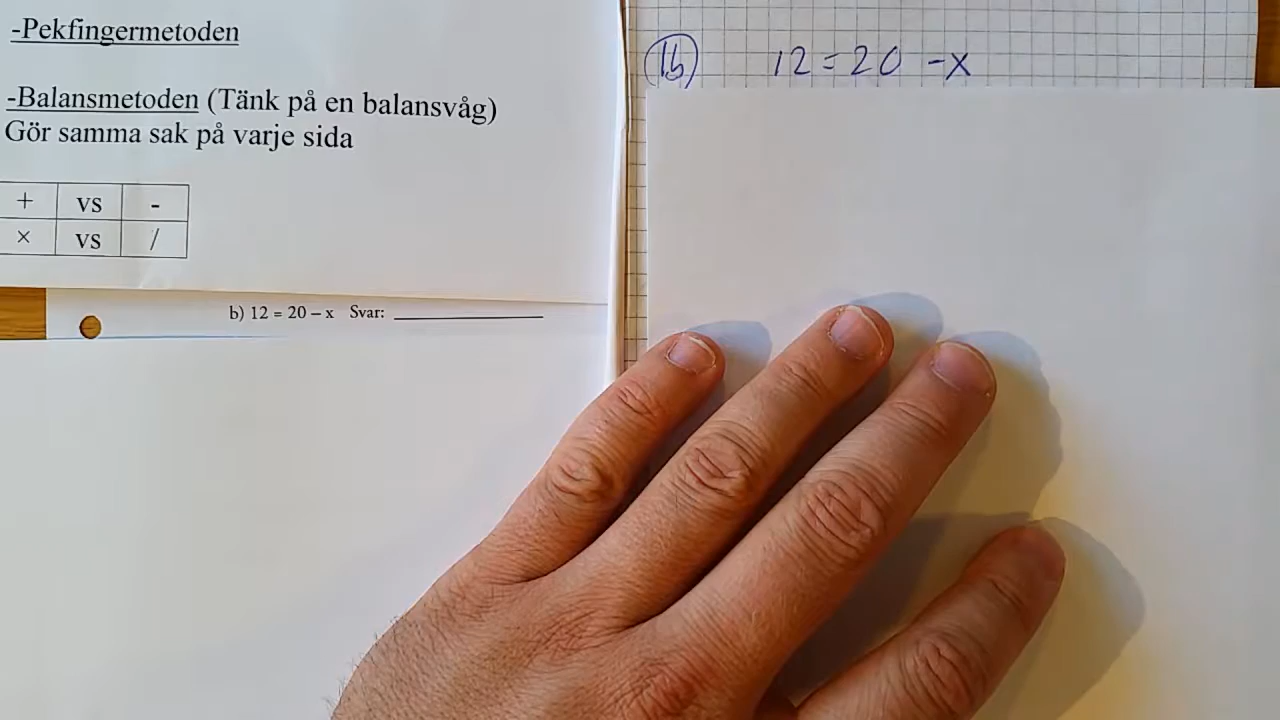 -Pekfingermetoden
-Balansmetoden (Tänk på en balansvåg)
Gör samma sak på varje sida
+ vs -
× vs /
b) 12 = 20 – x Svar:
1b) 12 = 20 - x